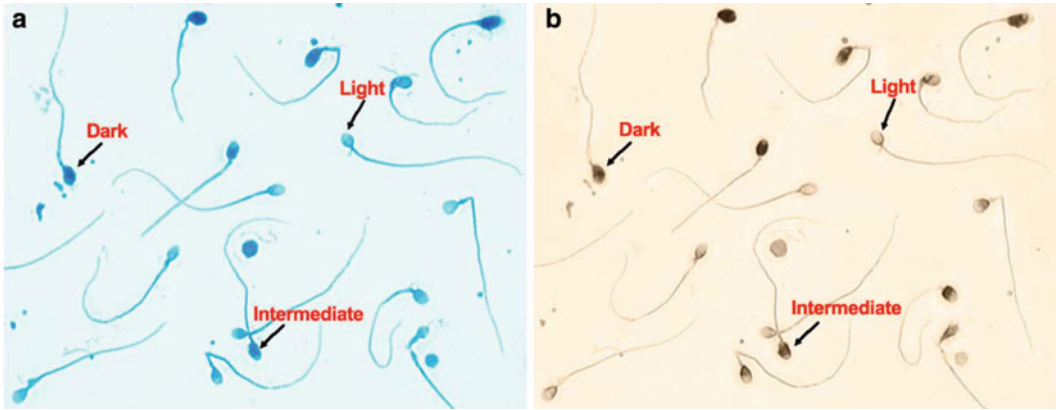 a
Light
Dark
Intermediate
b
Light
Dark
Intermediate